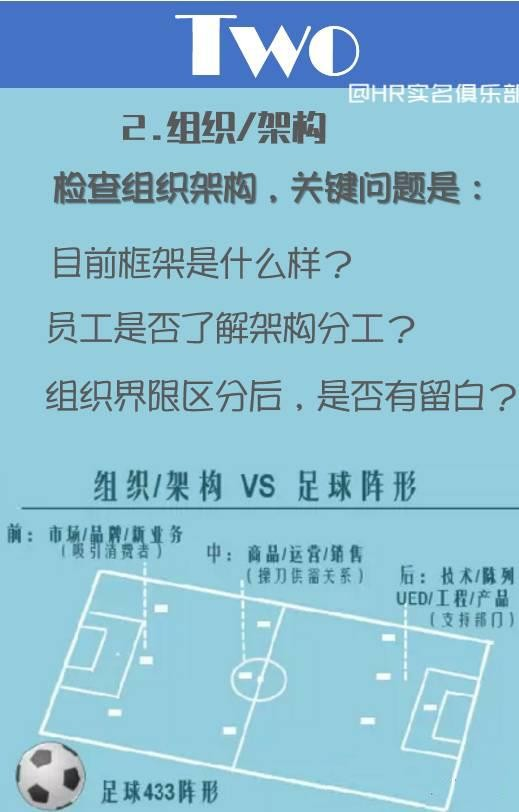 Two
@HR实名俱乐部
2.组织/架构
检查组织架构，关键问题是：
目前框架是什么样？
员工是否了解架构分工？
组织界限区分后，是否有留白？
组织/架构 VS 足球阵形
前：市场/品牌/新业务
（吸引消费者）
中：商品/运营/销售
（操刀供需关系）
后：技术/陈列
UED/工程/产品
（支持部门）
足球433阵形